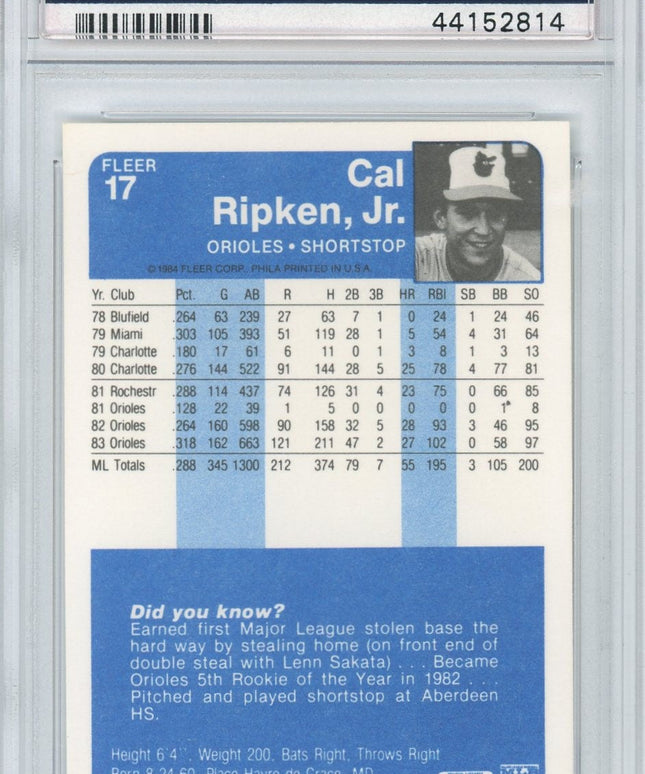 44152814
FLEER
17
Cal
Ripken, Jr.
ORIOLES • SHORTSTOP
© 1984 FLEER CORP. PHILA PRINTED IN U.S.A.
Yr. Club Pct. G AB R H 2B 3B HR RBI SB BB SO
78 Blufield .264 63 239 27 63 7 1 0 24 1 24 46
79 Miami .303 105 393 51 119 28 1 5 54 4 31 64
79 Charlotte .180 17 61 6 11 0 1 3 8 1 3 13
80 Charlotte .276 144 522 91 144 28 5 25 78 4 77 81
81 Rochestr .288 114 437 74 126 31 4 23 75 0 66 85
81 Orioles .128 22 39 1 5 0 0 0 0 0 1 8
82 Orioles .264 160 598 90 158 32 5 28 93 3 46 95
83 Orioles .318 162 663 121 211 47 2 27 102 0 58 97
ML Totals .288 345 1300 212 374 79 7 55 195 3 105 200
Did you know?
Earned first Major League stolen base the
hard way by stealing home (on front end of
double steal with Lenn Sakata) . . . Became
Orioles 5th Rookie of the Year in 1982 . . .
Pitched and played shortstop at Aberdeen
HS.
Height 6'4". Weight 200. Bats Right, Throws Right
Born 8-24-60, Place Havre de Grace, MD